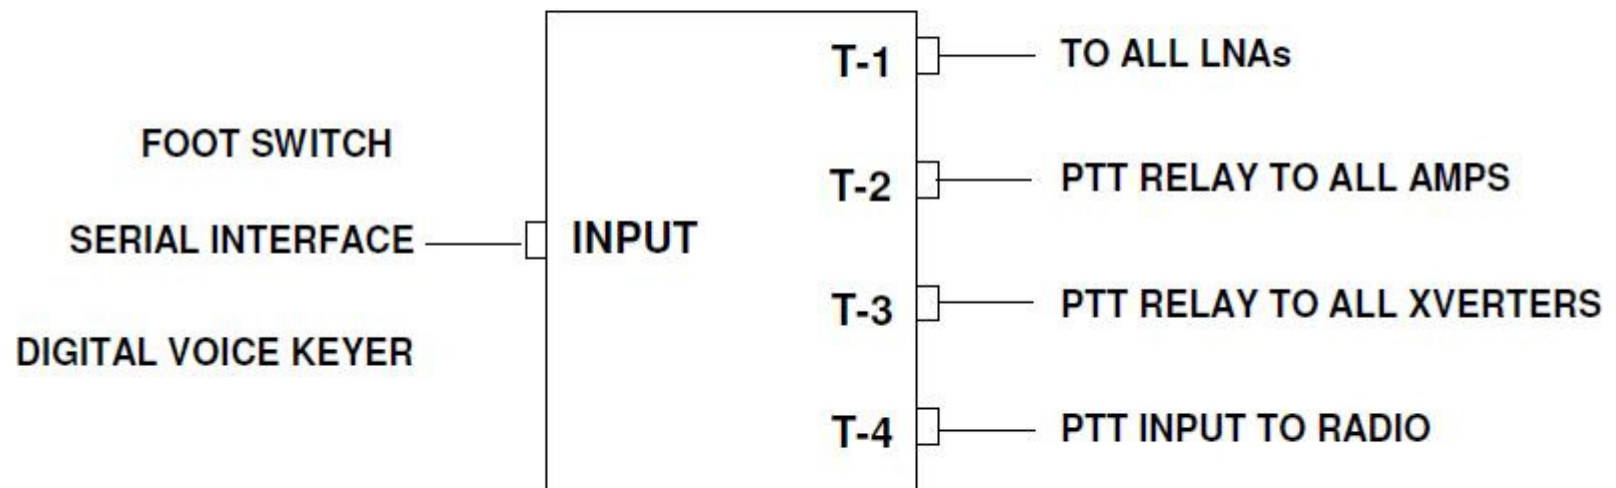 T-1 TO ALL LNAs
FOOT SWITCH
T-2 PTT RELAY TO ALL AMPS
SERIAL INTERFACE INPUT
T-3 PTT RELAY TO ALL XVERTERS
DIGITAL VOICE KEYER
T-4 PTT INPUT TO RADIO